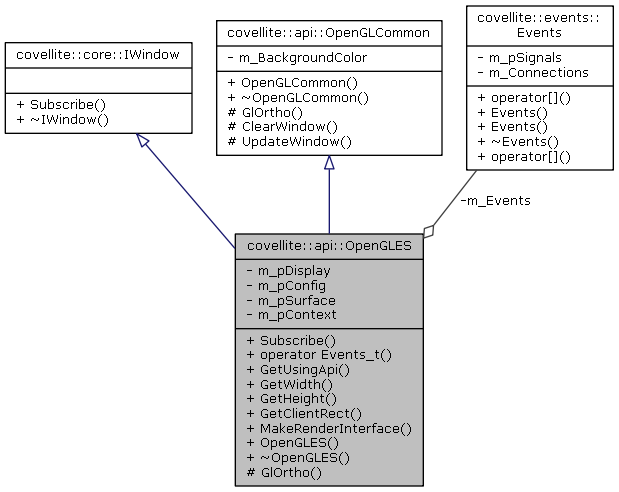 covellite::core::IWindow
+ Subscribe()
+ ~IWindow()
covellite::api::OpenGLCommon
- m_BackgroundColor
+ OpenGLCommon()
+ ~OpenGLCommon()
# GlOrtho()
# ClearWindow()
# UpdateWindow()
covellite::events::
Events
- m_pSignals
- m_Connections
+ operator[]()
+ Events()
+ Events()
+ ~Events()
+ operator[]()
-m_Events
covellite::api::OpenGLES
- m_pDisplay
- m_pConfig
- m_pSurface
- m_pContext
+ Subscribe()
+ operator Events_t()
+ GetUsingApi()
+ GetWidth()
+ GetHeight()
+ GetClientRect()
+ MakeRenderInterface()
+ OpenGLES()
+ ~OpenGLES()
# GlOrtho()